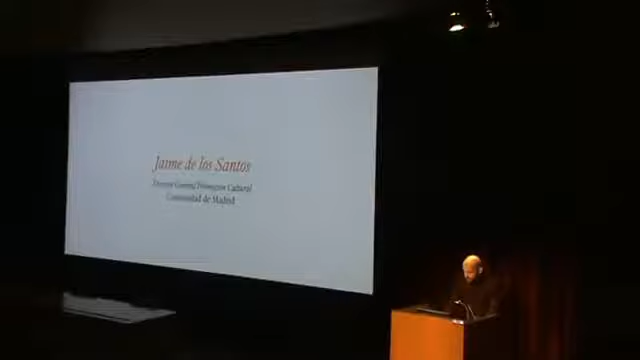 Jaime de los Santos
Director General Promoción Cultural
Comunidad de Madrid